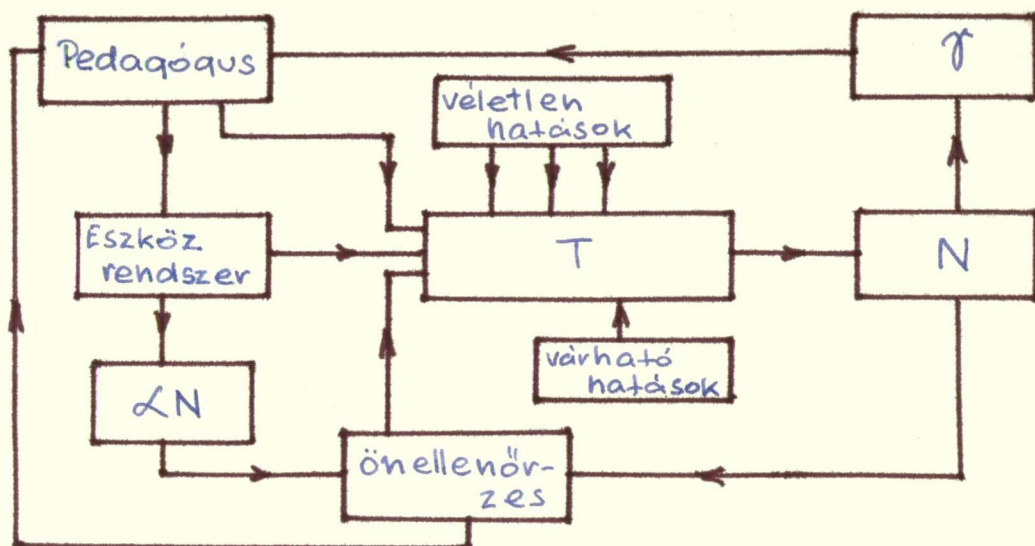 Pedagógus
γ
véletlen
hatások
Eszköz
rendszer
T
N
várható
hatások
αN
önellenőr-
zes